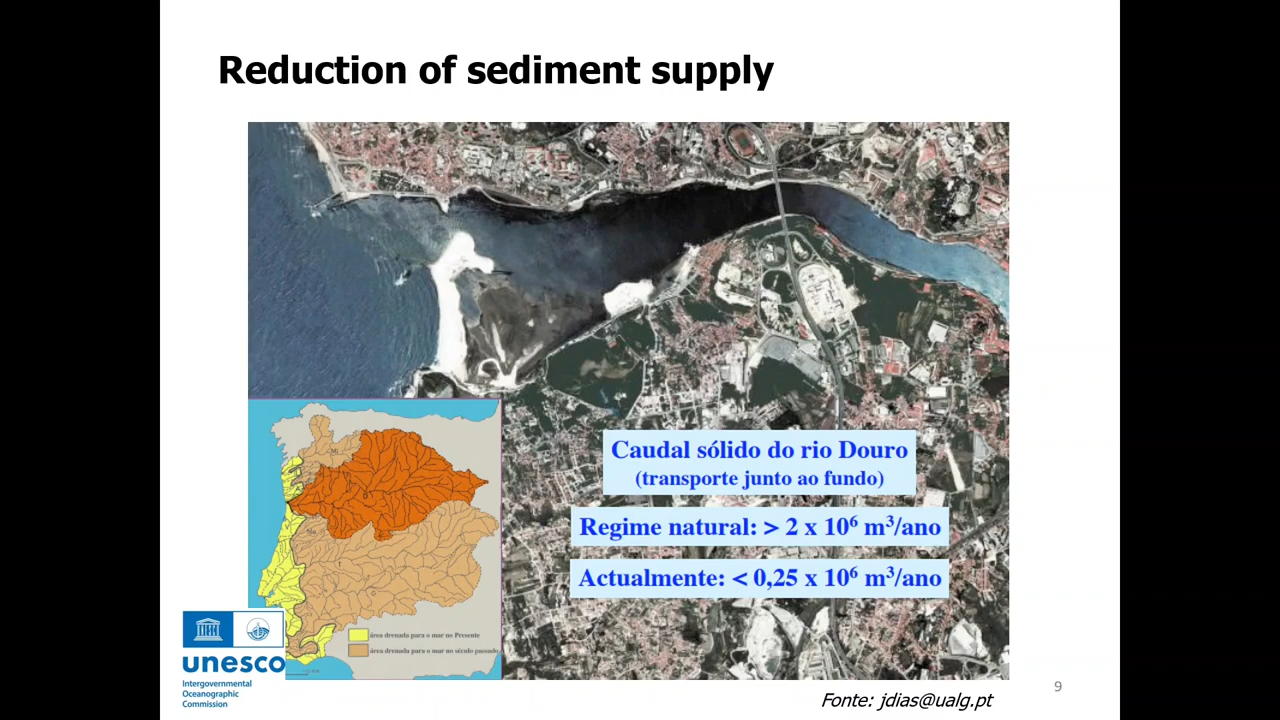 Reduction of sediment supply
Caudal sólido do rio Douro
(transporte junto ao fundo)
Regime natural: > 2 x 10⁶ m³/ano
Actualmente: < 0,25 x 10⁶ m³/ano
área drenada para o mar no Presente
área drenada para o mar no século passado
unesco
Intergovernmental
Oceanographic
Commission
Fonte: jdias@ualg.pt
9